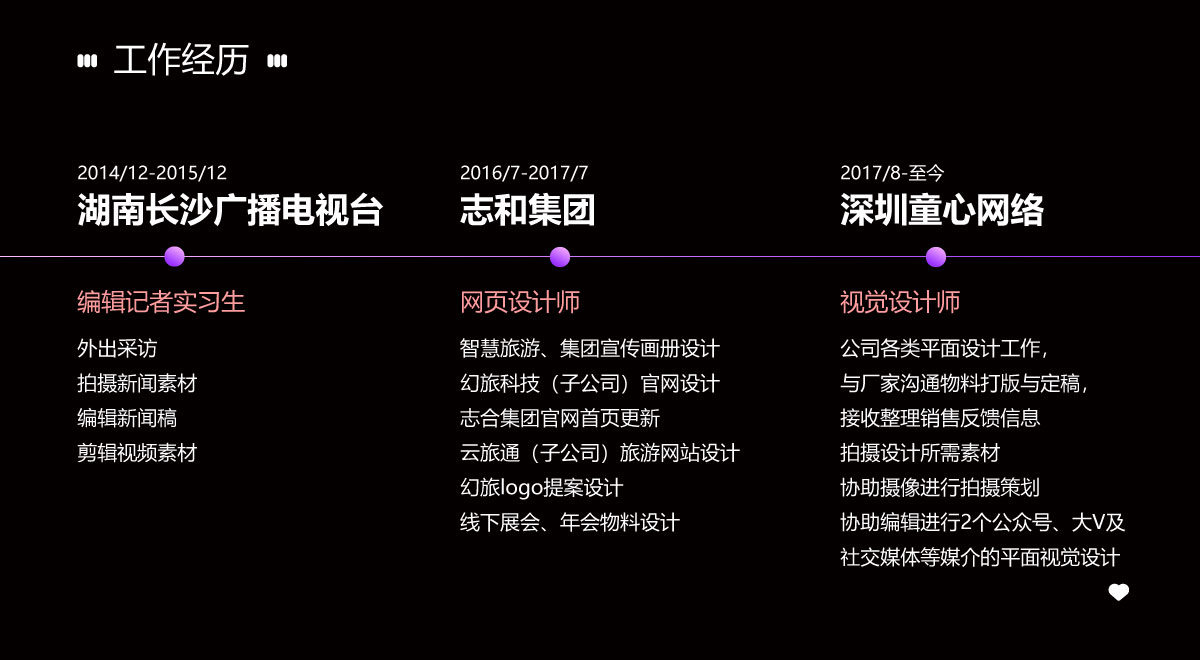 工作经历
2014/12-2015/12
湖南长沙广播电视台
编辑记者实习生
外出采访
拍摄新闻素材
编辑新闻稿
剪辑视频素材
2016/7-2017/7
志和集团
网页设计师
智慧旅游、集团宣传画册设计
幻旅科技（子公司）官网设计
志合集团官网首页更新
云旅通（子公司）旅游网站设计
幻旅logo提案设计
线下展会、年会物料设计
2017/8-至今
深圳童心网络
视觉设计师
公司各类平面设计工作，
与厂家沟通物料打版与定稿，
接收整理销售反馈信息
拍摄设计所需素材
协助摄像进行拍摄策划
协助编辑进行2个公众号、大V及
社交媒体等媒介的平面视觉设计